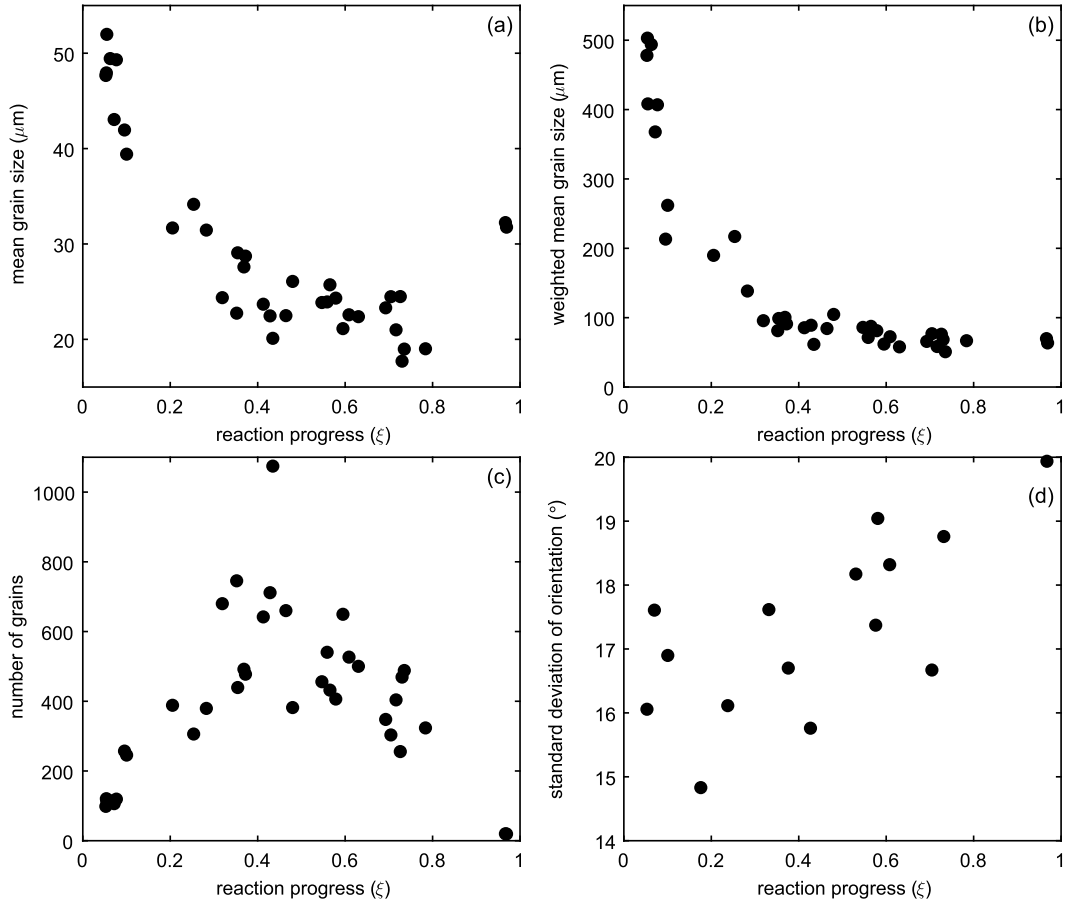 (a)
mean grain size (μm)
50
40
30
20
0 0.2 0.4 0.6 0.8 1
reaction progress (ξ)
(b)
weighted mean grain size (μm)
500
400
300
200
100
0
0 0.2 0.4 0.6 0.8 1
reaction progress (ξ)
(c)
number of grains
1000
800
600
400
200
0
0 0.2 0.4 0.6 0.8 1
reaction progress (ξ)
(d)
standard deviation of orientation (°)
20
19
18
17
16
15
14
0 0.2 0.4 0.6 0.8 1
reaction progress (ξ)